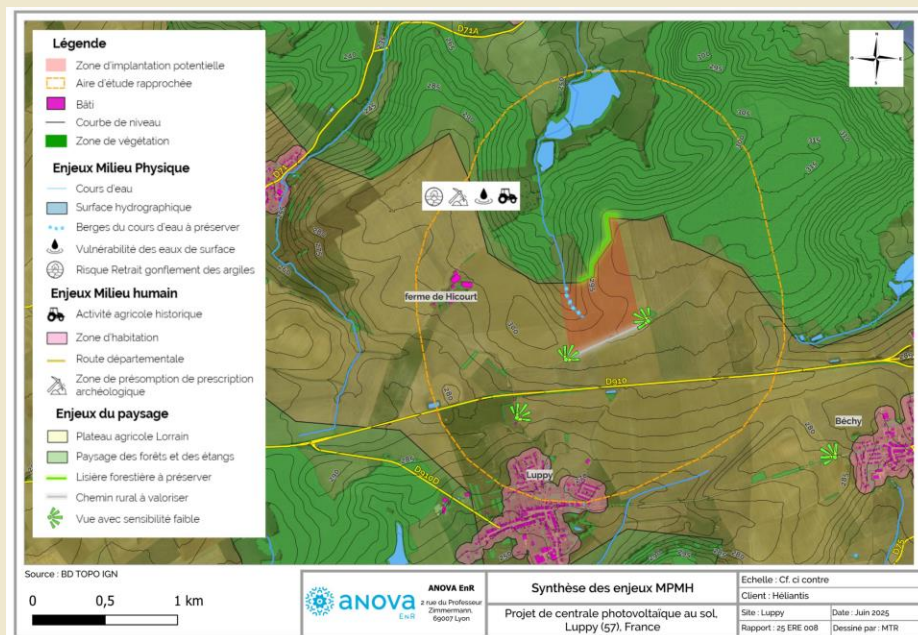 Légende
Zone d'implantation potentielle
Aire d'étude rapprochée
Bâti
Courbe de niveau
Zone de végétation
Enjeux Milieu Physique
Cours d'eau
Surface hydrographique
Berges du cours d'eau à préserver
Vulnérabilité des eaux de surface
Risque Retrait gonflement des argiles
Enjeux Milieu humain
Activité agricole historique
Zone d'habitation
Route départementale
Zone de présomption de prescription
archéologique
Enjeux du paysage
Plateau agricole Lorrain
Paysage des forêts et des étangs
Lisière forestière à préserver
Chemin rural à valoriser
Vue avec sensibilité faible
D71A
D71
ferme de Hicourt
D910
Béchy
Luppy
D910D
D75
Source : BD TOPO IGN
0 0,5 1 km
anova
EnR
ANOVA EnR
2 rue du Professeur
Zimmermann,
69007 Lyon
Synthèse des enjeux MPMH
Projet de centrale photovoltaïque au sol,
Luppy (57), France
Echelle : Cf. ci contre
Client : Héliantis
Site : Luppy
Date : Juin 2025
Rapport : 25 ERE 008
Dessiné par : MTR